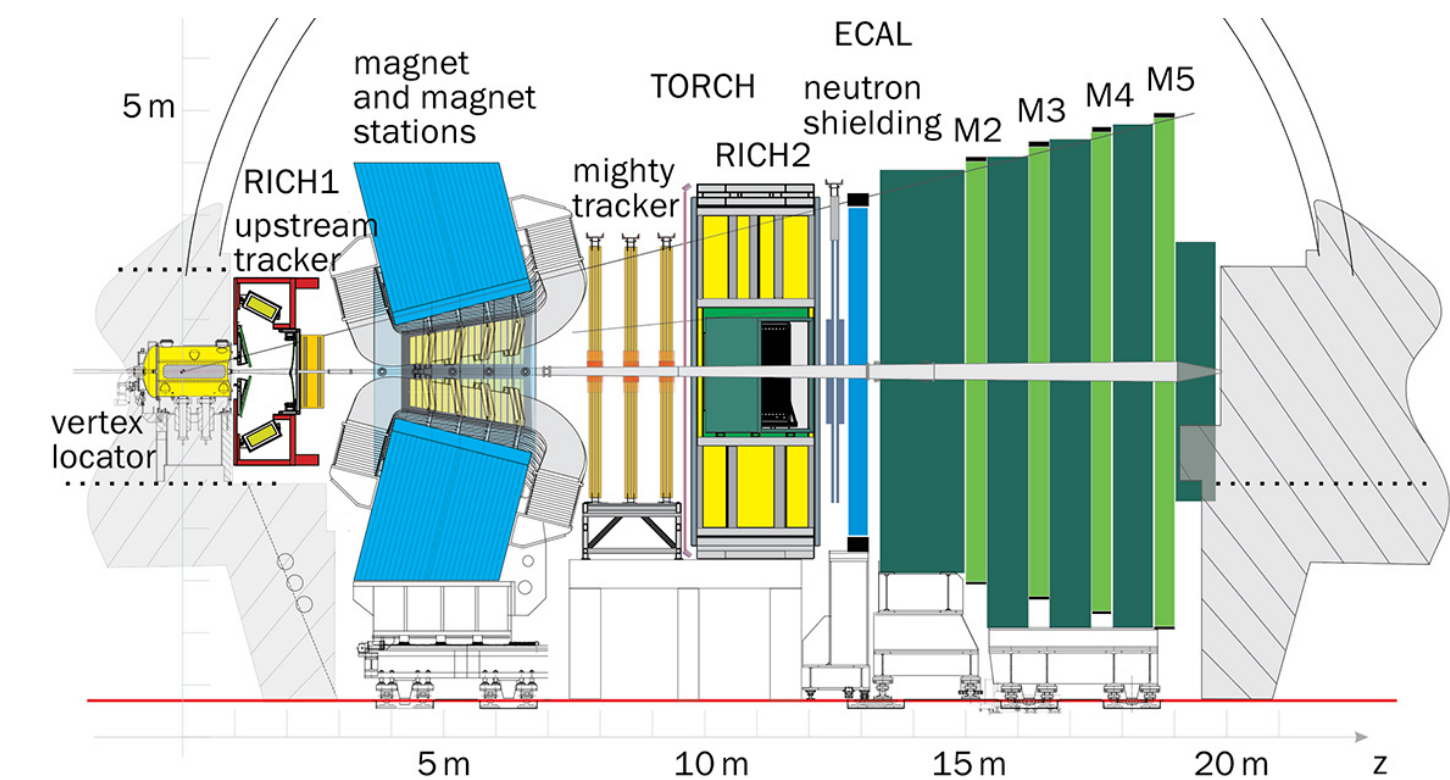 ECAL
magnet
and magnet
stations
TORCH
neutron
shielding
M2
M3
M4
M5
5 m
RICH1
upstream
tracker
mighty
tracker
RICH2
vertex
locator
5 m
10 m
15 m
20 m
z